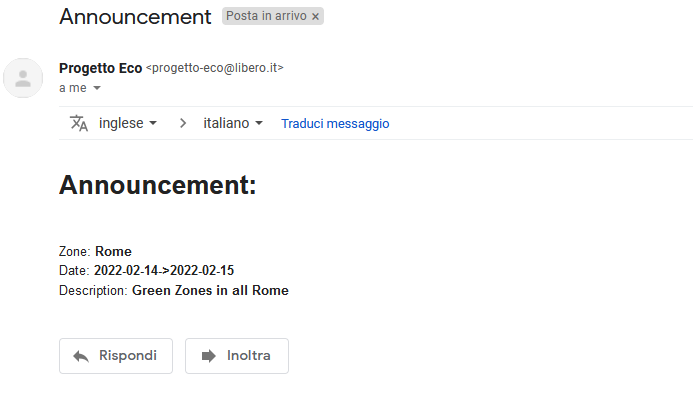 Announcement Posta in arrivo ×
Progetto Eco <progetto-eco@libero.it>
a me
inglese > italiano Traduci messaggio
Announcement:
Zone: Rome
Date: 2022-02-14->2022-02-15
Description: Green Zones in all Rome
Rispondi Inoltra